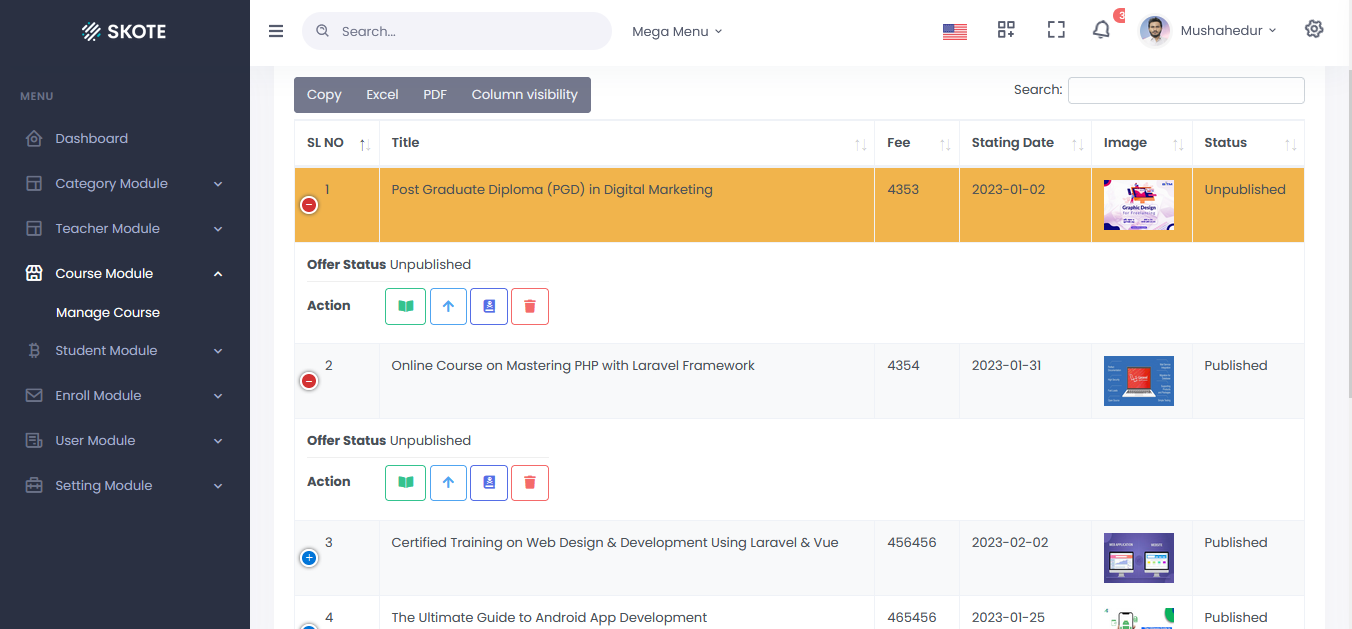 SKOTE
Search...
Mega Menu
3
Mushahedur
MENU
Dashboard
Category Module
Teacher Module
Course Module
Manage Course
Student Module
Enroll Module
User Module
Setting Module
Copy Excel PDF Column visibility
Search:
SL NO Title Fee Stating Date Image Status
1 Post Graduate Diploma (PGD) in Digital Marketing 4353 2023-01-02 Unpublished
Graphic Design
for Freelancing
Offer Status Unpublished
Action
2 Online Course on Mastering PHP with Laravel Framework 4354 2023-01-31 Published
Offer Status Unpublished
Action
3 Certified Training on Web Design & Development Using Laravel & Vue 456456 2023-02-02 Published
WEB APPLICATION WEBSITE
4 The Ultimate Guide to Android App Development 465456 2023-01-25 Published